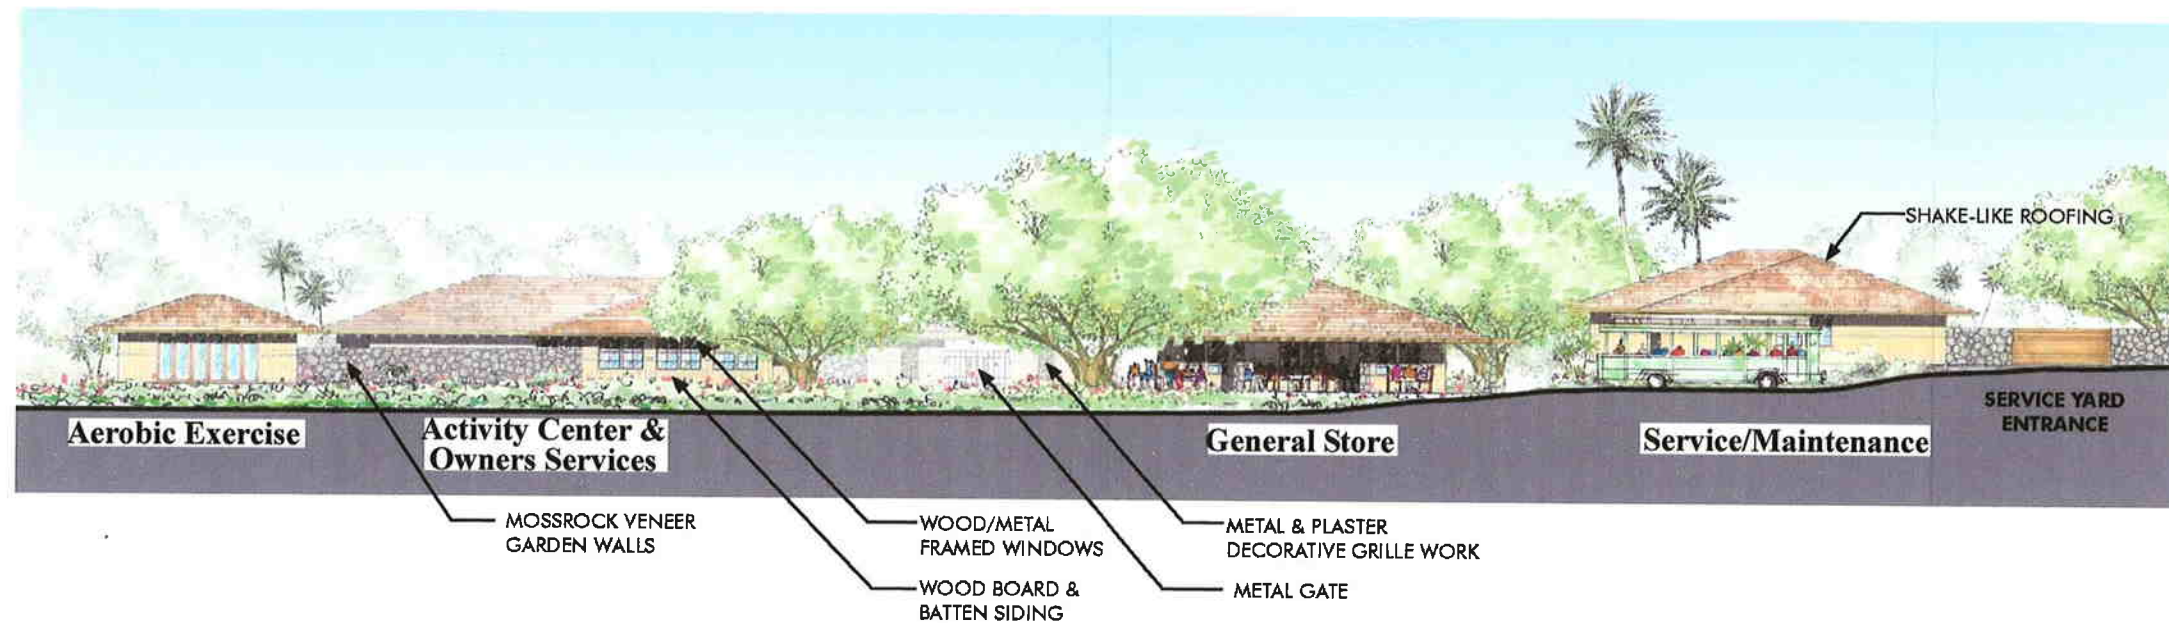 SHAKE-LIKE ROOFING
SERVICE YARD
ENTRANCE
Aerobic Exercise
Activity Center &
Owners Services
General Store
Service/Maintenance
MOSSROCK VENEER
GARDEN WALLS
WOOD/METAL
FRAMED WINDOWS
WOOD BOARD &
BATTEN SIDING
METAL & PLASTER
DECORATIVE GRILLE WORK
METAL GATE